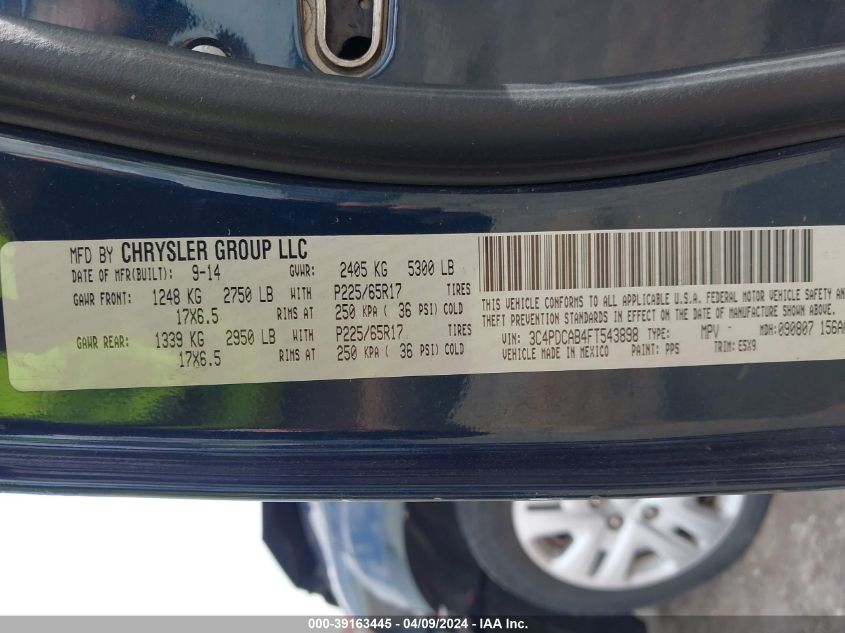 MFD BY CHRYSLER GROUP LLC
DATE OF MFR(BUILT): 9-14 GVWR: 2405 KG 5300 LB
GAWR FRONT: 1248 KG 2750 LB WITH P225/65R17 TIRES
17X6.5 RIMS AT 250 KPA ( 36 PSI) COLD
GAWR REAR: 1339 KG 2950 LB WITH P225/65R17 TIRES
17X6.5 RIMS AT 250 KPA ( 36 PSI) COLD
THIS VEHICLE CONFORMS TO ALL APPLICABLE U.S.A. FEDERAL MOTOR VEHICLE SAFETY AND
THEFT PREVENTION STANDARDS IN EFFECT ON THE DATE OF MANUFACTURE SHOWN ABOVE.
VIN: 3C4PDCAB4FT543898 TYPE: MPV MDH: 090807 156AA
VEHICLE MADE IN MEXICO PAINT: PPS TRIM: E5X9
000-39163445 - 04/09/2024 - IAA Inc.